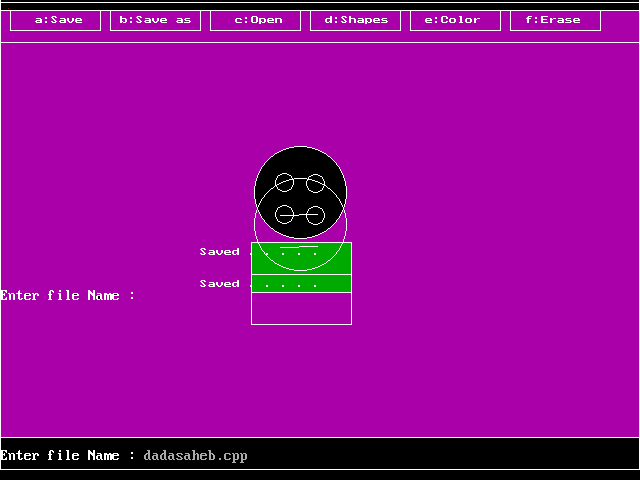 a:Save b:Save as c:Open d:Shapes e:Color f:Erase
Saved . . . . .
Saved . . . . .
Enter file Name :
Enter file Name : dadasaheb.cpp